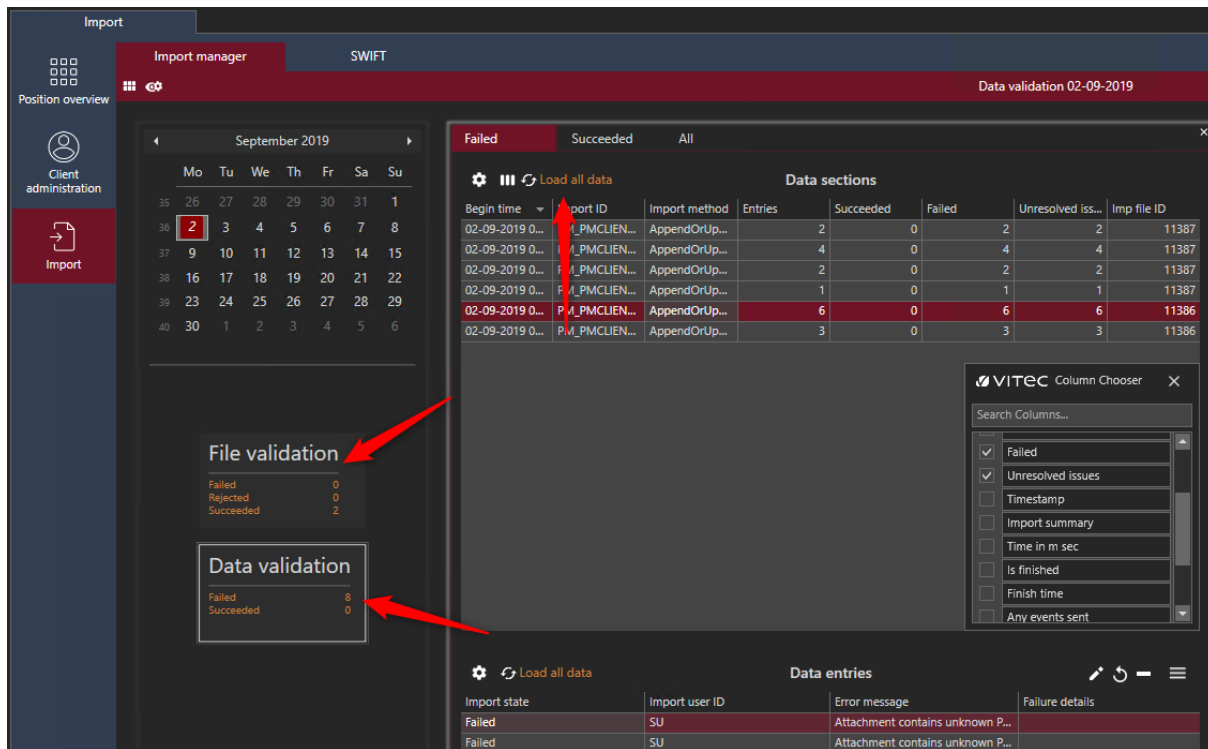 Import
Import manager SWIFT
Position overview
Data validation 02-09-2019
Client
administration
Import
September 2019
Mo Tu We Th Fr Sa Su
35 26 27 28 29 30 31 1
36 2 3 4 5 6 7 8
37 9 10 11 12 13 14 15
38 16 17 18 19 20 21 22
39 23 24 25 26 27 28 29
40 30 1 2 3 4 5 6
File validation
Failed 0
Rejected 0
Succeeded 2
Data validation
Failed 8
Succeeded 0
Failed Succeeded All
Load all data Data sections
Begin time Import ID Import method Entries Succeeded Failed Unresolved iss... Imp file ID
02-09-2019 0... PM_PMCLIEN... AppendOrUp... 2 0 2 2 11387
02-09-2019 0... PM_PMCLIEN... AppendOrUp... 4 0 4 4 11387
02-09-2019 0... PM_PMCLIEN... AppendOrUp... 2 0 2 2 11387
02-09-2019 0... PM_PMCLIEN... AppendOrUp... 1 0 1 1 11387
02-09-2019 0... PM_PMCLIEN... AppendOrUp... 6 0 6 6 11386
02-09-2019 0... PM_PMCLIEN... AppendOrUp... 3 0 3 3 11386
VITEC Column Chooser
Search Columns...
Failed
Unresolved issues
Timestamp
Import summary
Time in m sec
Is finished
Finish time
Any events sent
Load all data Data entries
Import state Import user ID Error message Failure details
Failed SU Attachment contains unknown P...
Failed SU Attachment contains unknown P...